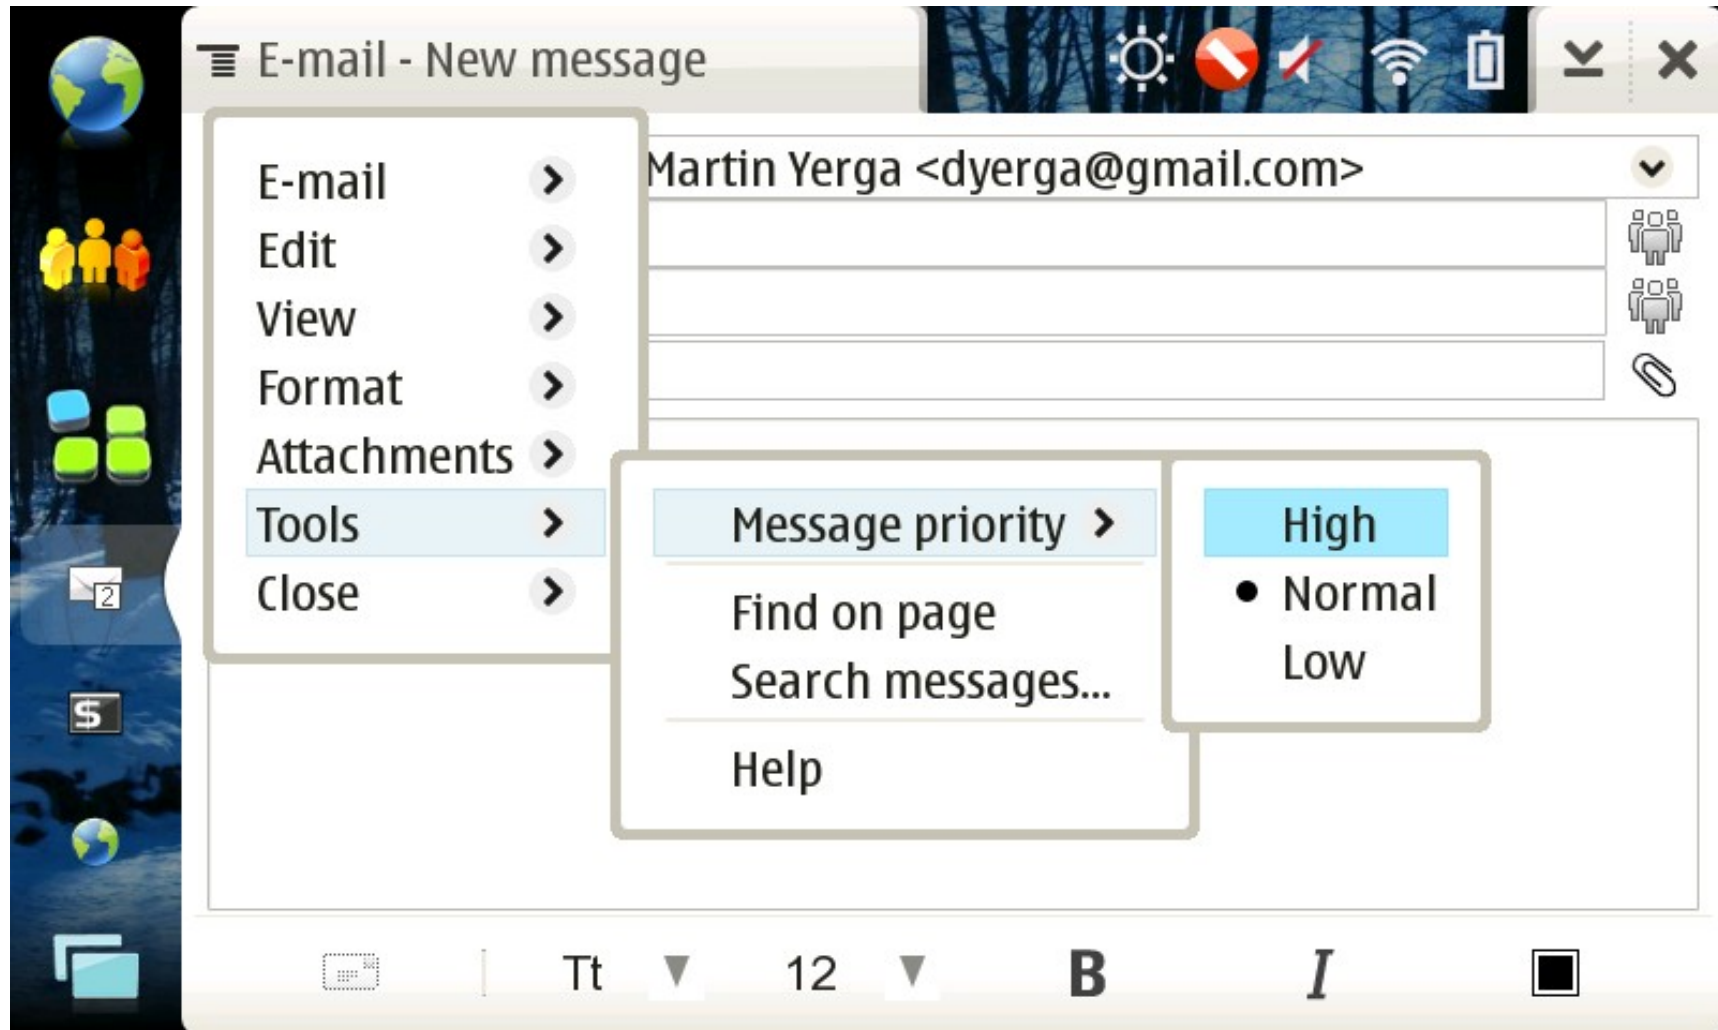 E-mail - New message
Martin Yerga <dyerga@gmail.com>
E-mail
Edit
View
Format
Attachments
Tools
Close
Message priority
Find on page
Search messages...
Help
High
Normal
Low
2
$
Tt
12
B
I